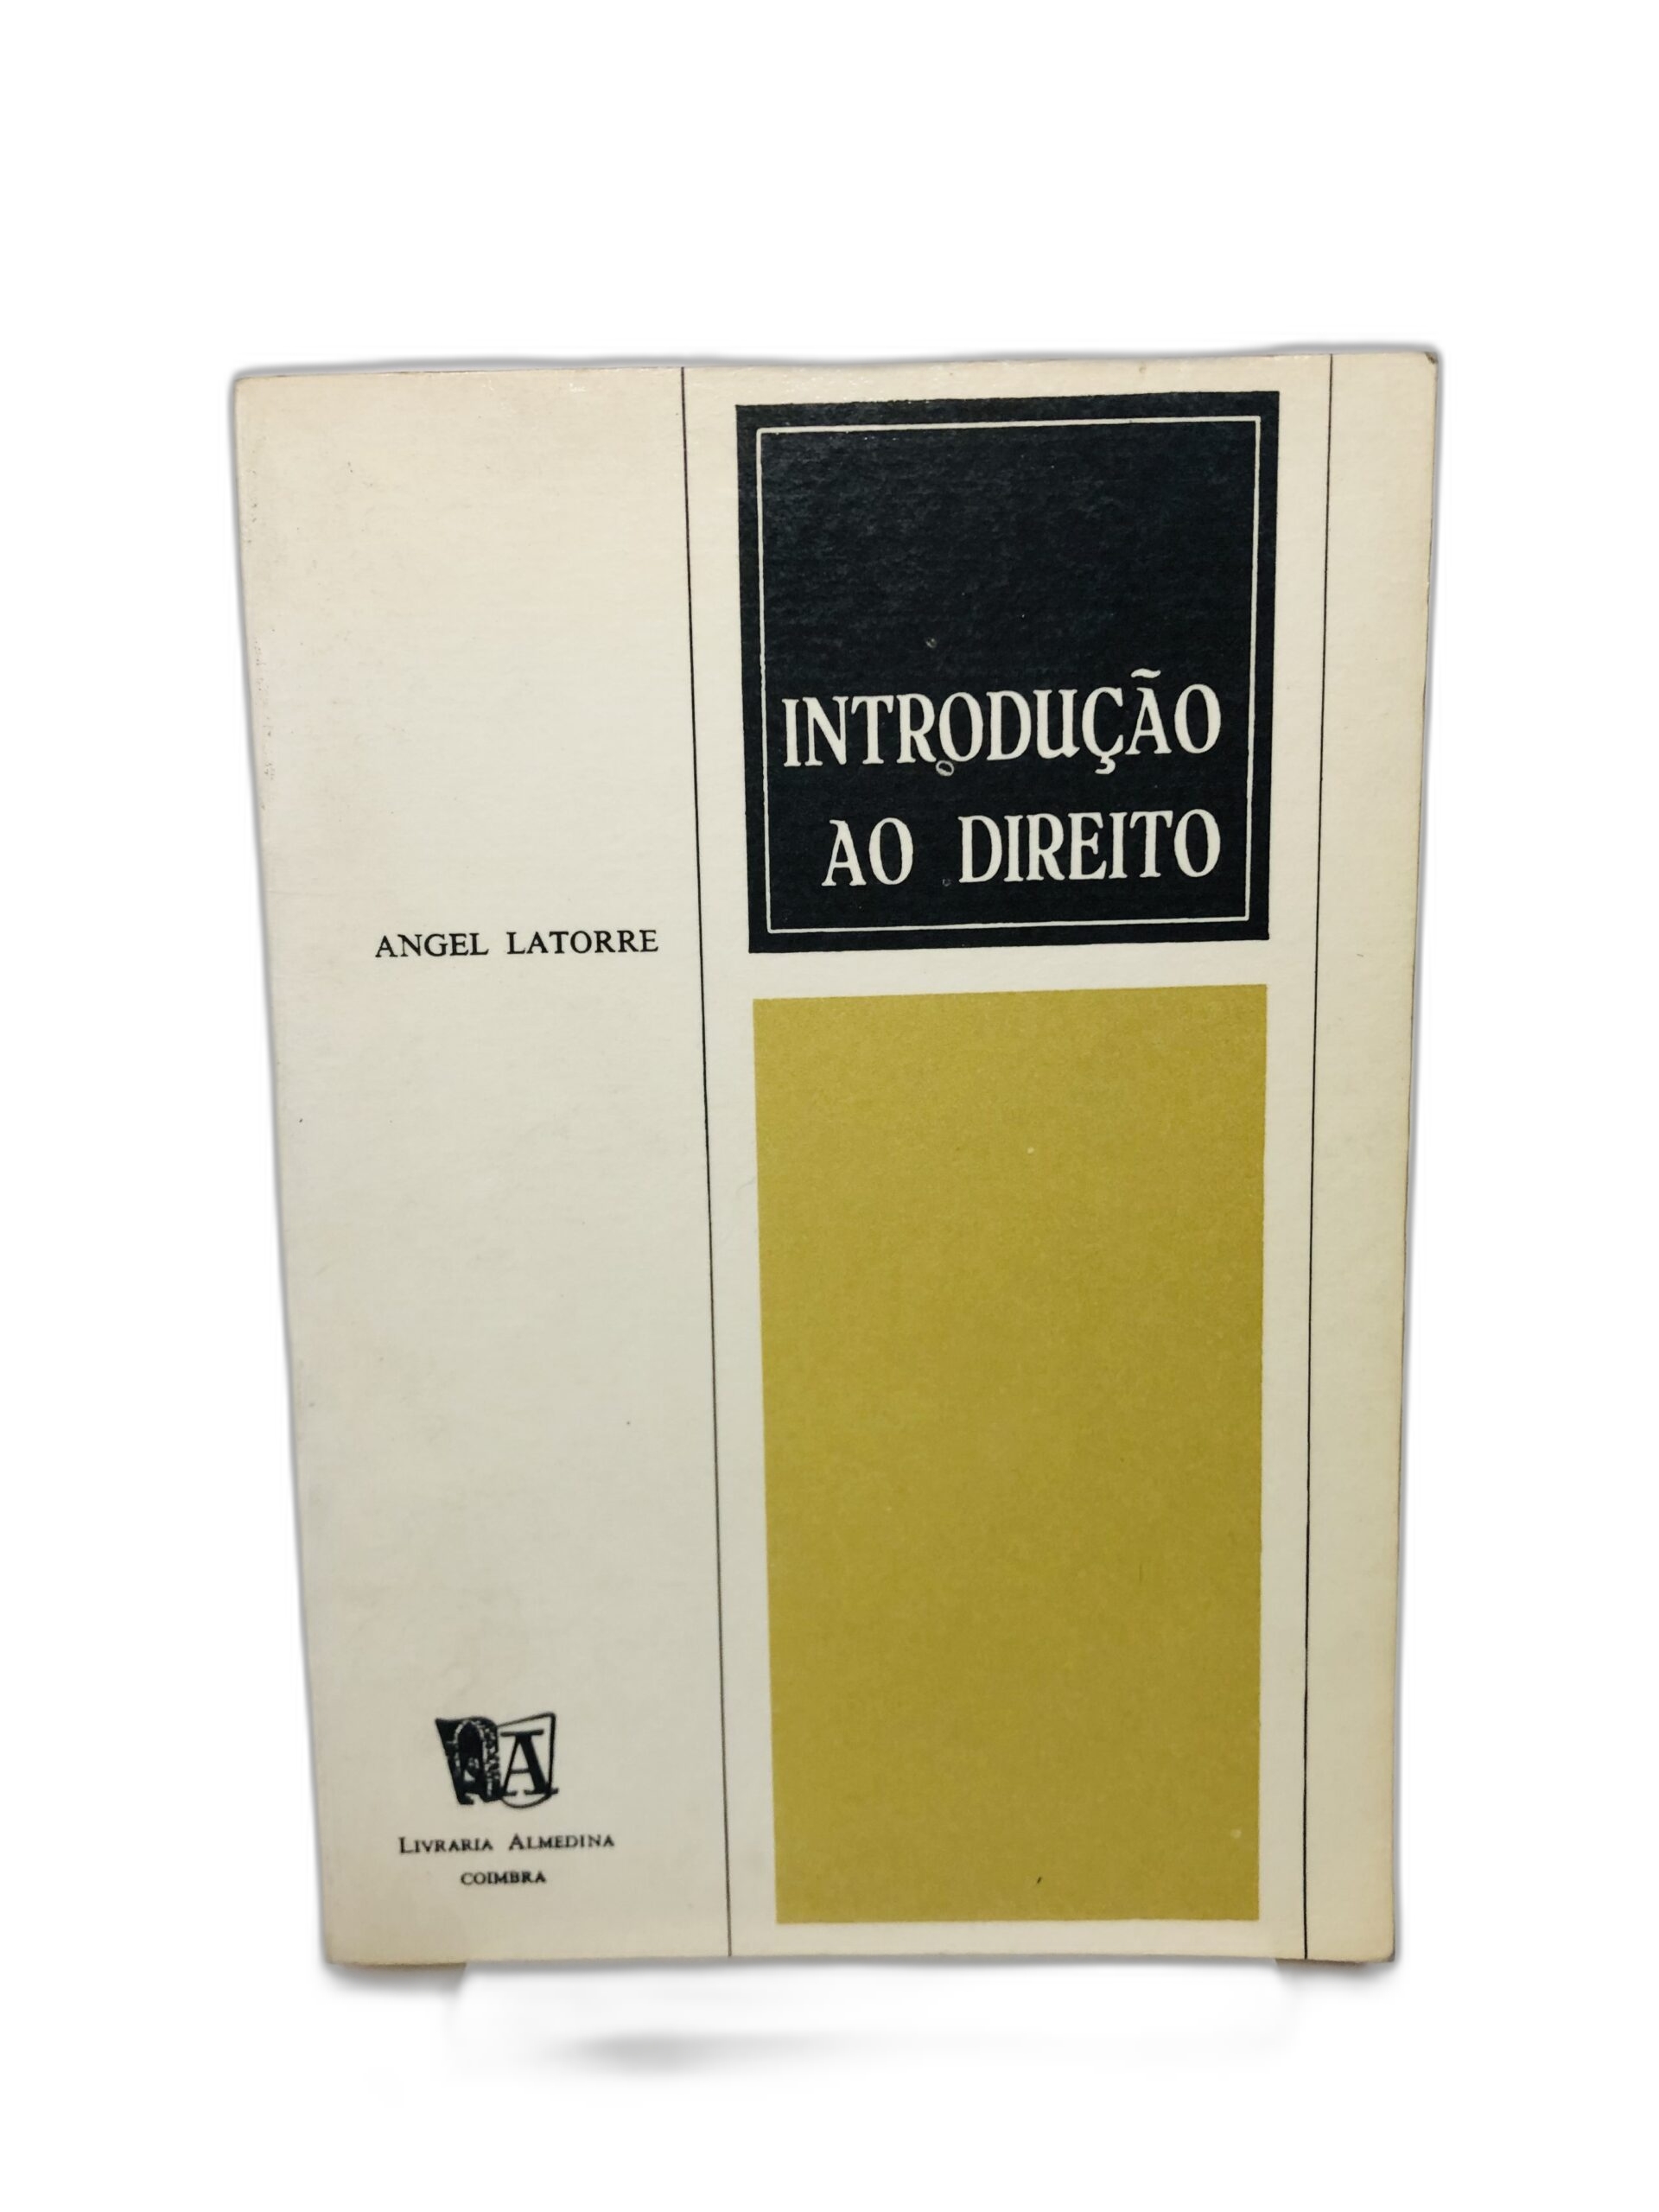 INTRODUÇÃO
AO DIREITO
ANGEL LATORRE
A
LIVRARIA ALMEDINA
COIMBRA